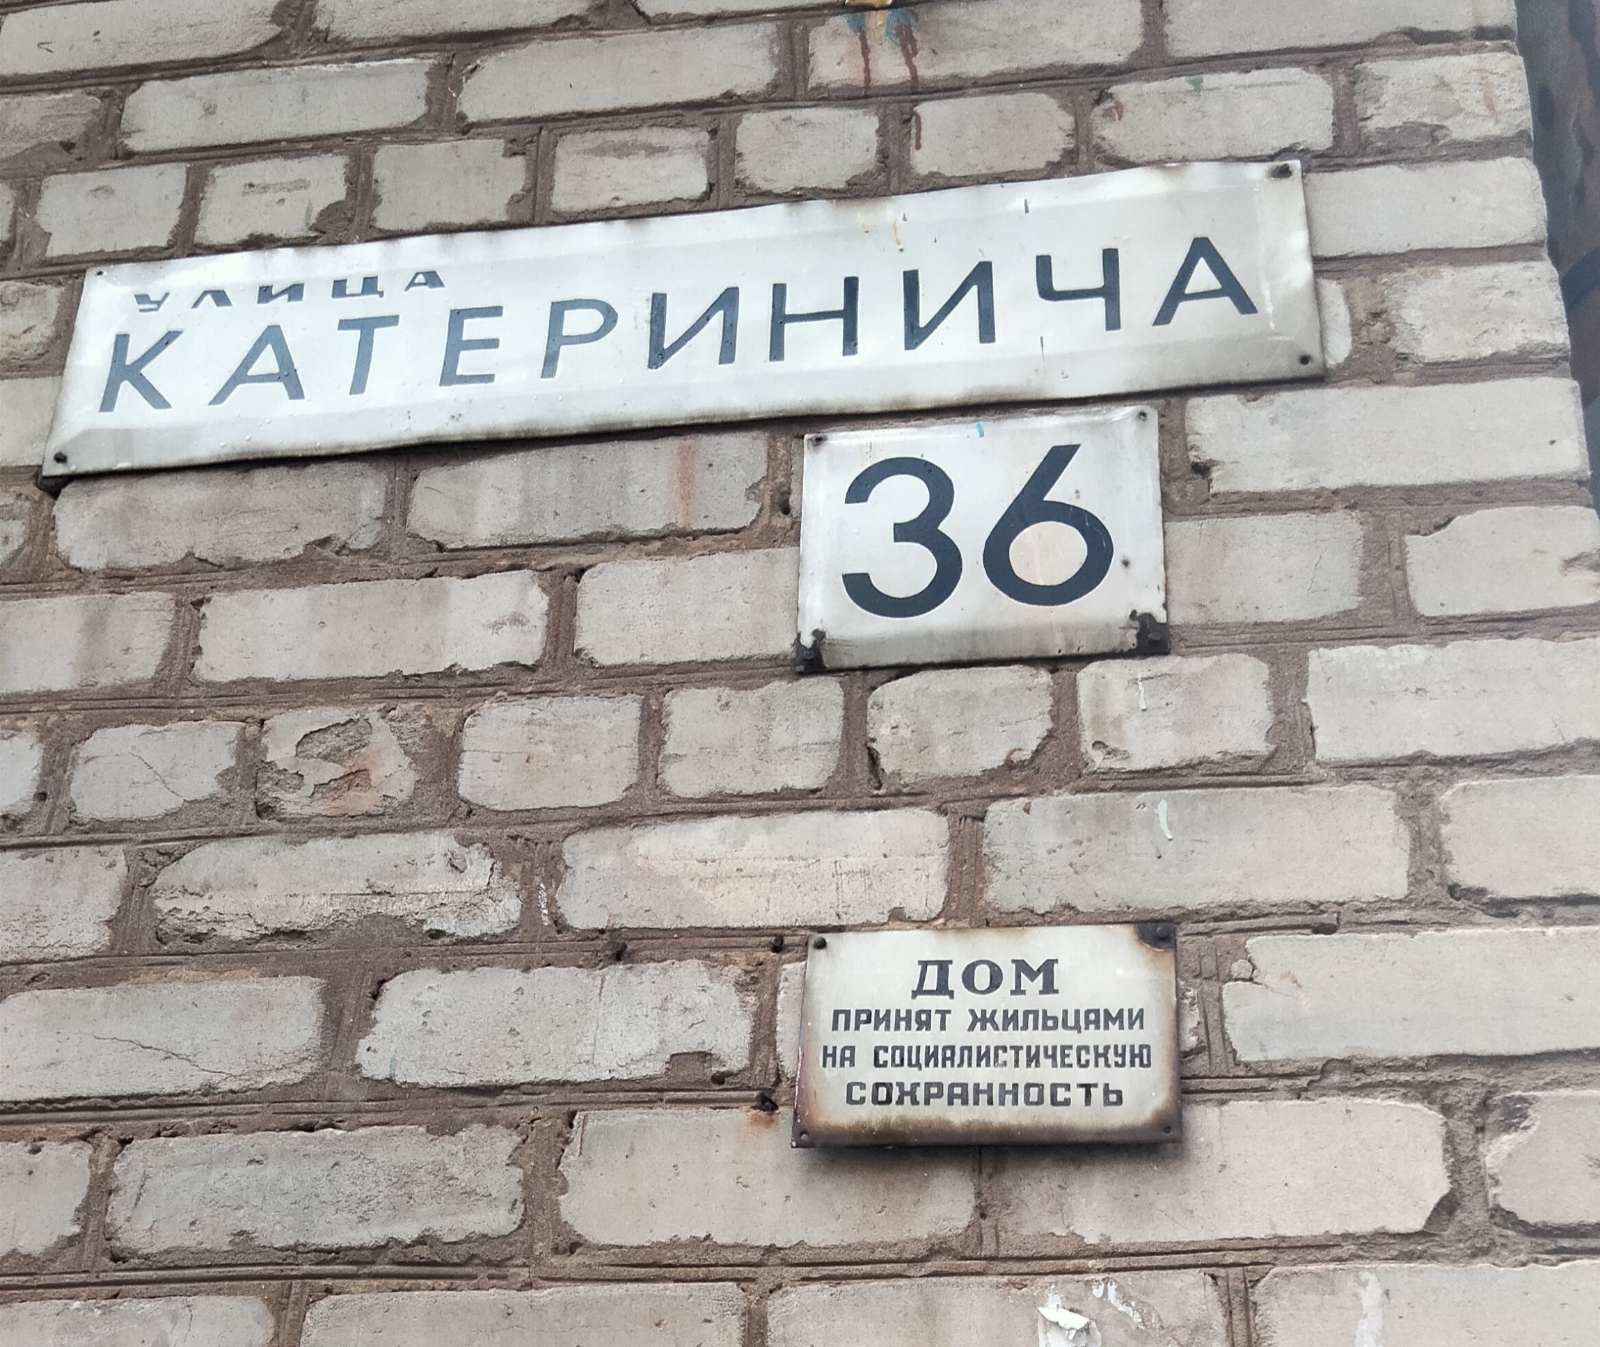 УЛИЦА
КАТЕРИНИЧА
36
ДОМ
ПРИНЯТ ЖИЛЬЦАМИ
НА СОЦИАЛИСТИЧЕСКУЮ
СОХРАННОСТЬ